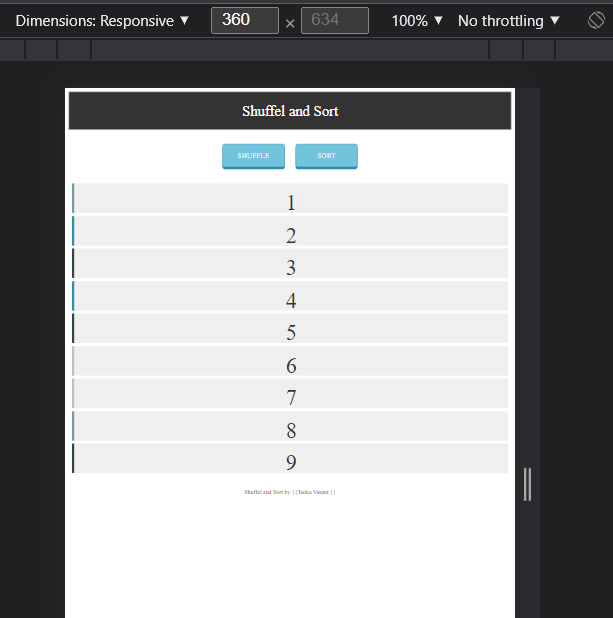 Dimensions: Responsive ▼ 360 × 634 100% ▼ No throttling ▼
Shuffel and Sort
SHUFFLE SORT
1
2
3
4
5
6
7
8
9
Shuffel and Sort by | {Tenka Vasant } |